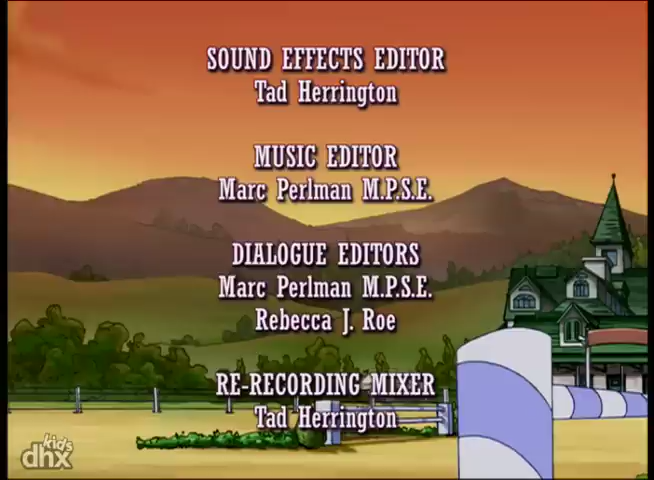 SOUND EFFECTS EDITOR
Tad Herrington
MUSIC EDITOR
Marc Perlman M.P.S.E.
DIALOGUE EDITORS
Marc Perlman M.P.S.E.
Rebecca J. Roe
RE-RECORDING MIXER
Tad Herrington
kids
dhx